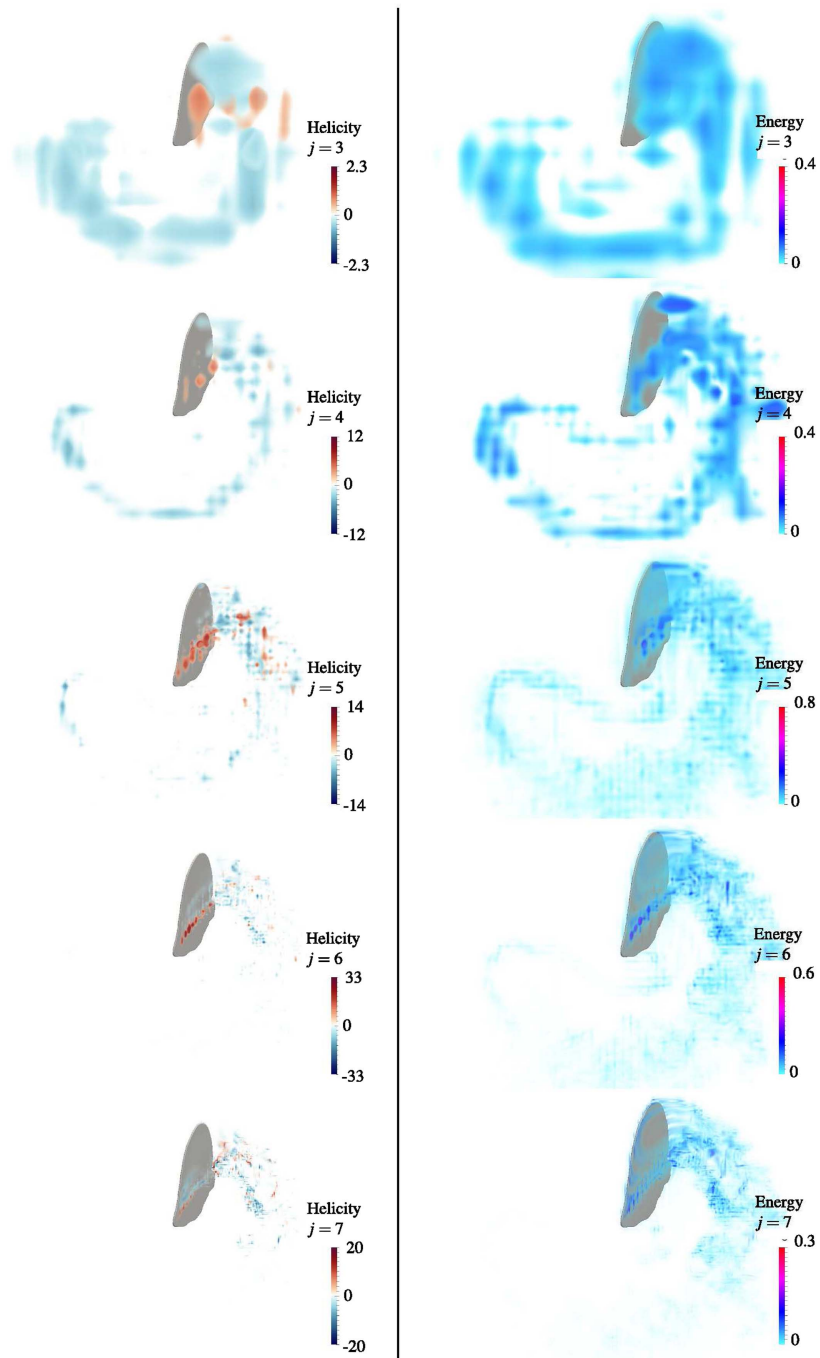 Helicity
j = 3
2.3
0
-2.3
Energy
j = 3
0.4
0
Helicity
j = 4
12
0
-12
Energy
j = 4
0.4
0
Helicity
j = 5
14
0
-14
Energy
j = 5
0.8
0
Helicity
j = 6
33
0
-33
Energy
j = 6
0.6
0
Helicity
j = 7
20
0
-20
Energy
j = 7
0.3
0